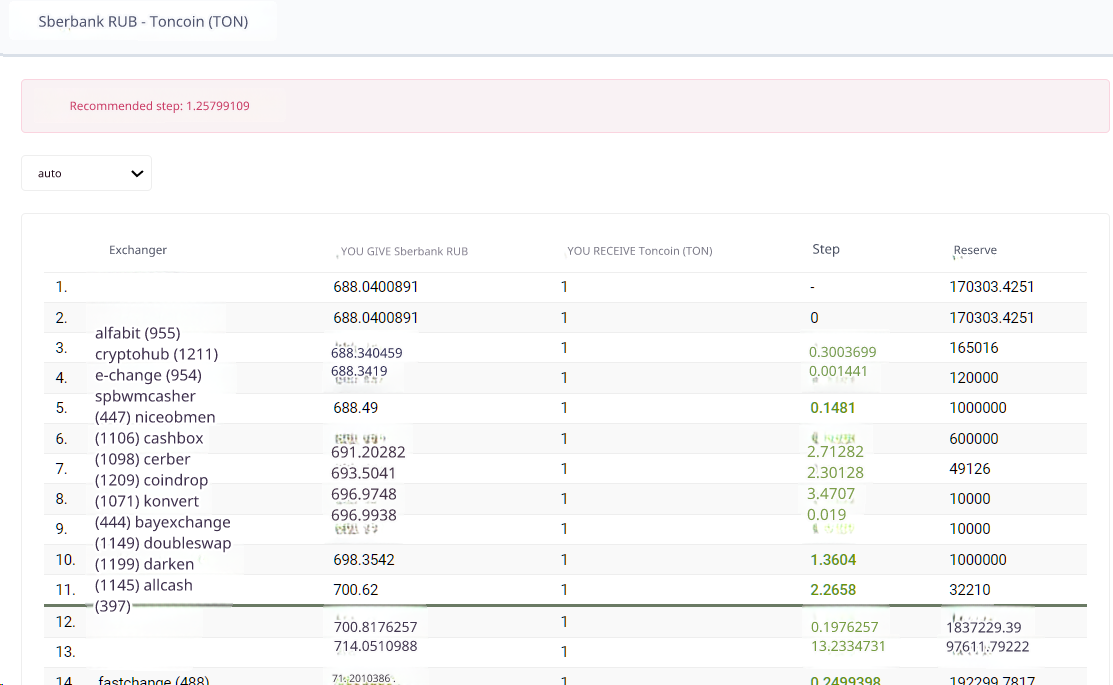 Sberbank RUB - Toncoin (TON)
Recommended step: 1.25799109
auto
Exchanger YOU GIVE Sberbank RUB YOU RECEIVE Toncoin (TON) Step Reserve
1. 688.0400891 1 - 170303.4251
2. 688.0400891 1 0 170303.4251
alfabit (955)
3. 688.340459 1 0.3003699 165016
cryptohub (1211)
4. e-change (954) 688.3419 1 0.001441 120000
spbwmcasher
5. 688.49 1 0.1481 1000000
(447) niceobmen
6. (1106) cashbox 691.20282 1 2.71282 600000
(1098) cerber
7. (1209) coindrop 693.5041 1 2.30128 49126
8. (1071) konvert 696.9748 1 3.4707 10000
9. (444) bayexchange 696.9938 1 0.019 10000
(1149) doubleswap
10. (1199) darken 698.3542 1 1.3604 1000000
11. (1145) allcash 700.62 1 2.2658 32210
(397)
12. 700.8176257 1 0.1976257 1837229.39
13. 714.0510988 1 13.2334731 97611.79222
14. fastchange (488) 1 0.2499398 192299.7817